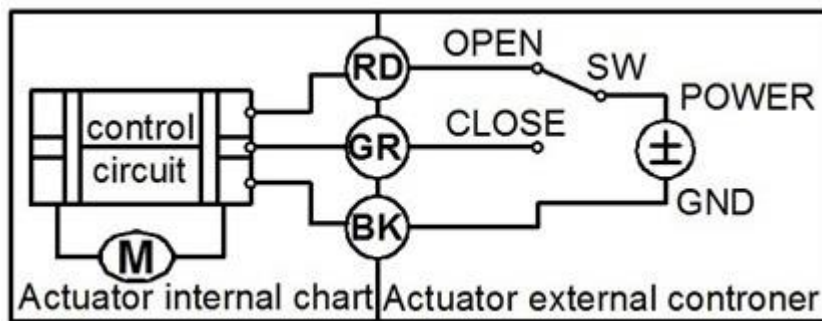 OPEN
RD
SW
POWER
control
CLOSE
GR
±
circuit
GND
BK
M
Actuator internal chart
Actuator external controner